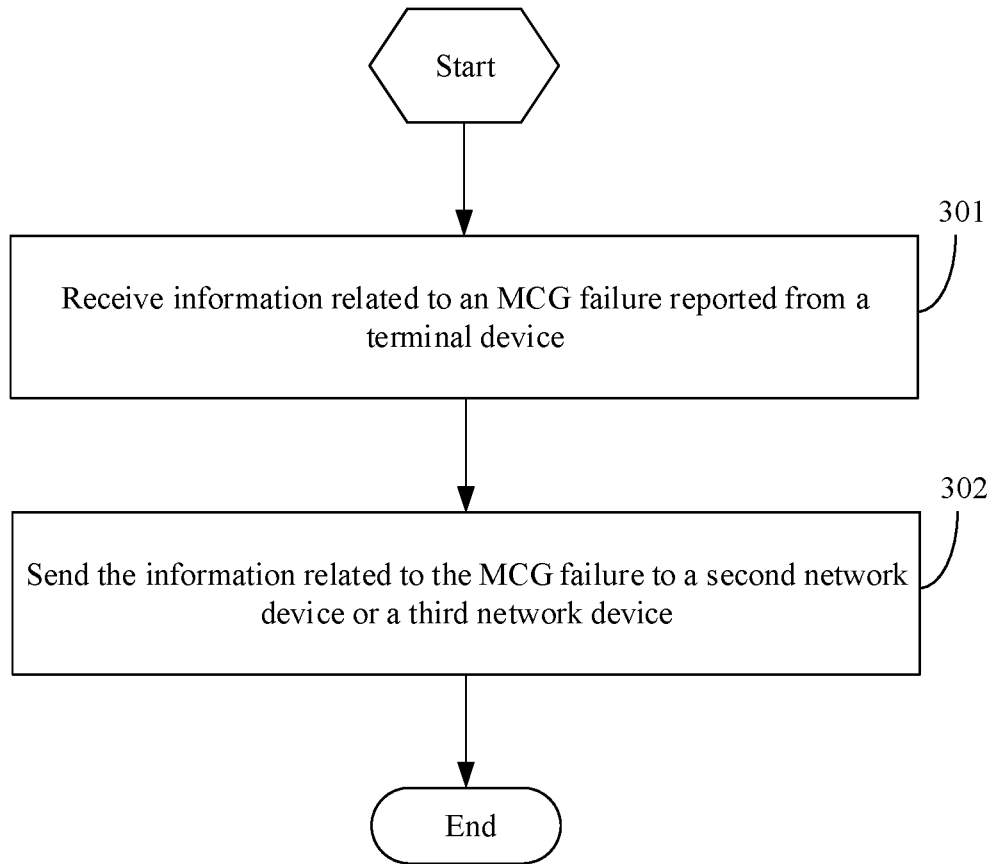 Start
301
Receive information related to an MCG failure reported from a
terminal device
302
Send the information related to the MCG failure to a second network
device or a third network device
End